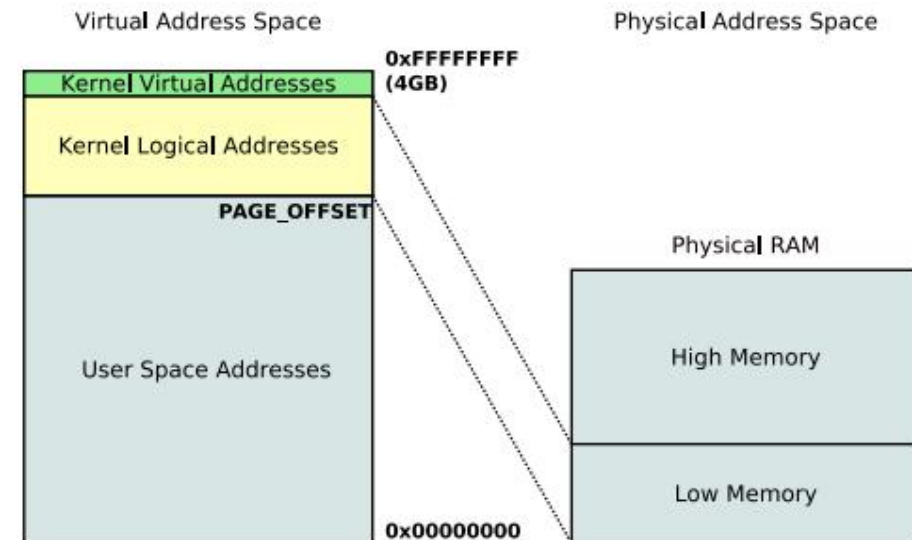 Virtual Address Space
Physical Address Space
0xFFFFFFFF
(4GB)
Kernel Virtual Addresses
Kernel Logical Addresses
PAGE_OFFSET
Physical RAM
High Memory
User Space Addresses
Low Memory
0x00000000